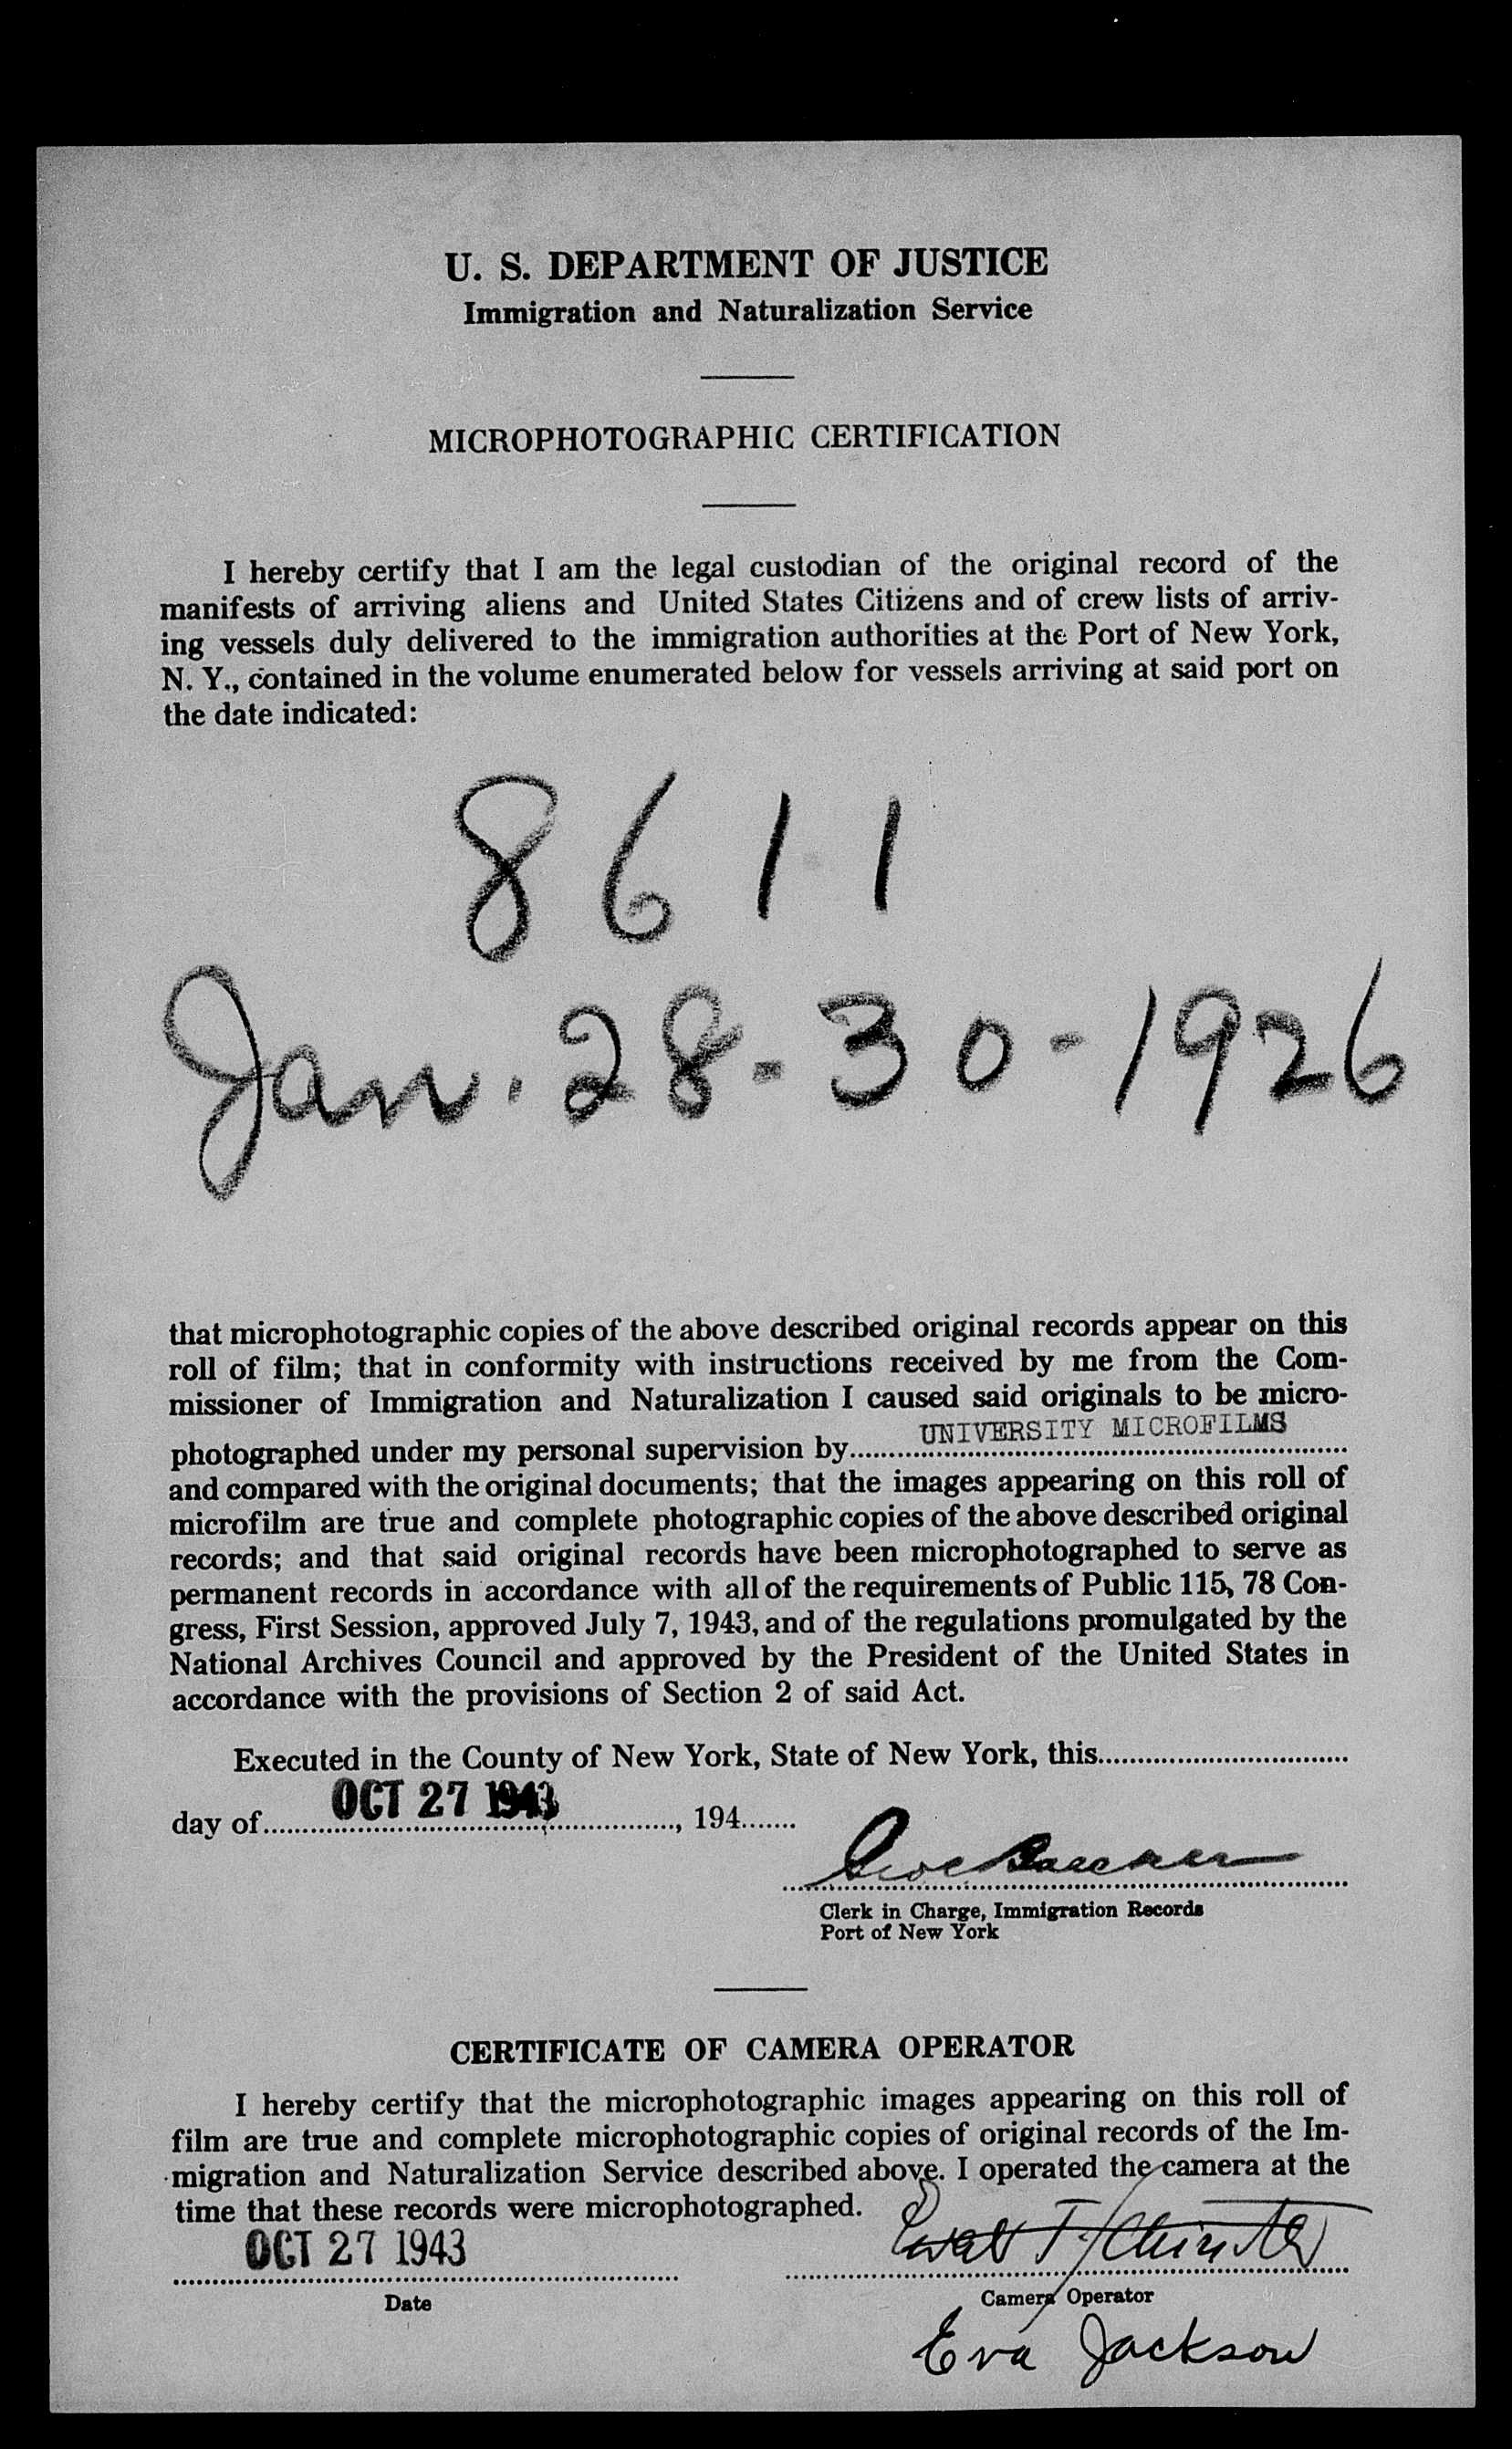 U. S. DEPARTMENT OF JUSTICE
Immigration and Naturalization Service
MICROPHOTOGRAPHIC CERTIFICATION
I hereby certify that I am the legal custodian of the original record of the
manifests of arriving aliens and United States Citizens and of crew lists of arriv-
ing vessels duly delivered to the immigration authorities at the Port of New York,
N. Y., contained in the volume enumerated below for vessels arriving at said port on
the date indicated:
8611
Jan. 28-30-1926
that microphotographic copies of the above described original records appear on this
roll of film; that in conformity with instructions received by me from the Com-
missioner of Immigration and Naturalization I caused said originals to be micro-
photographed under my personal supervision by UNIVERSITY MICROFILMS
and compared with the original documents; that the images appearing on this roll of
microfilm are true and complete photographic copies of the above described original
records; and that said original records have been microphotographed to serve as
permanent records in accordance with all of the requirements of Public 115, 78 Con-
gress, First Session, approved July 7, 1943, and of the regulations promulgated by the
National Archives Council and approved by the President of the United States in
accordance with the provisions of Section 2 of said Act.
Executed in the County of New York, State of New York, this
day of OCT 27 1943, 194
Clerk in Charge, Immigration Records
Port of New York
CERTIFICATE OF CAMERA OPERATOR
I hereby certify that the microphotographic images appearing on this roll of
film are true and complete microphotographic copies of original records of the Im-
migration and Naturalization Service described above. I operated the camera at the
time that these records were microphotographed.
OCT 27 1943
Date
Camera Operator
Eva Jackson